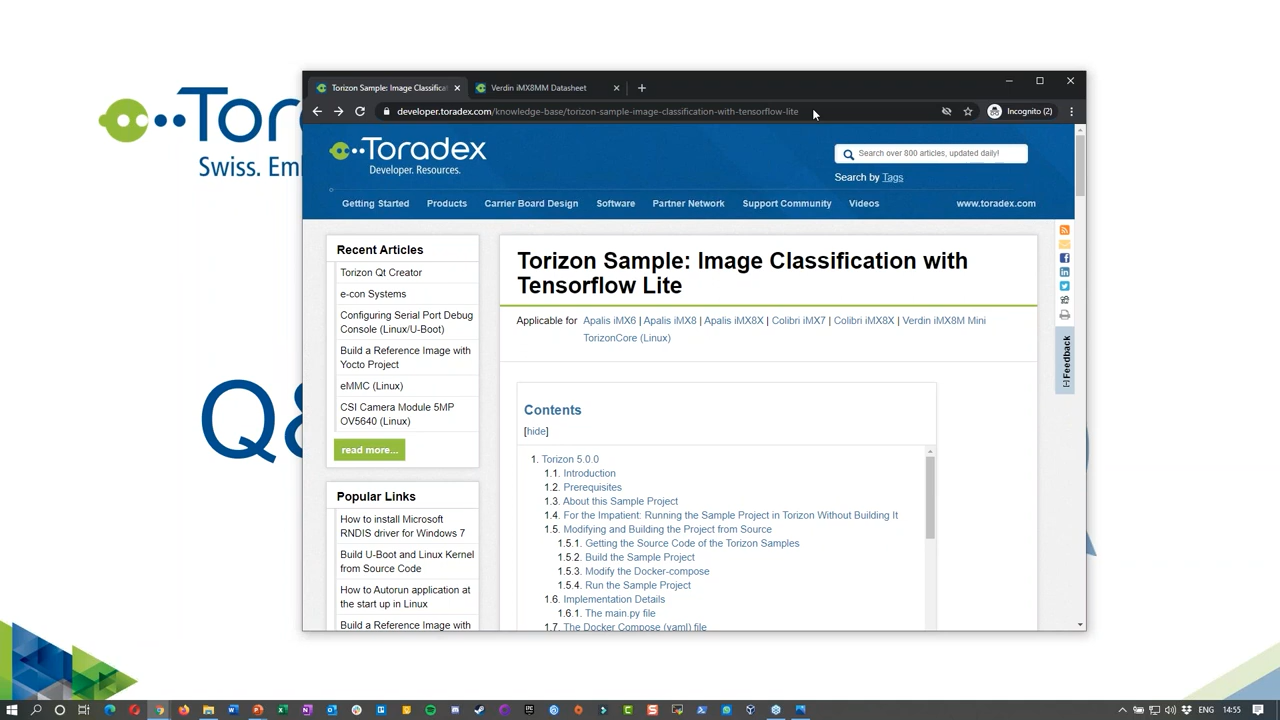 Tor
Swiss. Em
Q&
Torizon Sample: Image Classificat
Verdin iMX8MM Datasheet
developer.toradex.com/knowledge-base/torizon-sample-image-classification-with-tensorflow-lite
Incognito (2)
Toradex
Developer. Resources.
Search over 800 articles, updated daily!
Search by Tags
Getting Started
Products
Carrier Board Design
Software
Partner Network
Support Community
Videos
www.toradex.com
Recent Articles
Torizon Qt Creator
e-con Systems
Configuring Serial Port Debug
Console (Linux/U-Boot)
Build a Reference Image with
Yocto Project
eMMC (Linux)
CSI Camera Module 5MP
OV5640 (Linux)
read more...
Popular Links
How to install Microsoft
RNDIS driver for Windows 7
Build U-Boot and Linux Kernel
from Source Code
How to Autorun application at
the start up in Linux
Build a Reference Image with
Torizon Sample: Image Classification with
Tensorflow Lite
Applicable for Apalis iMX6 | Apalis iMX8 | Apalis iMX8X | Colibri iMX7 | Colibri iMX8X | Verdin iMX8M Mini
TorizonCore (Linux)
Contents
[hide]
1. Torizon 5.0.0
1.1. Introduction
1.2. Prerequisites
1.3. About this Sample Project
1.4. For the Impatient: Running the Sample Project in Torizon Without Building It
1.5. Modifying and Building the Project from Source
1.5.1. Getting the Source Code of the Torizon Samples
1.5.2. Build the Sample Project
1.5.3. Modify the Docker-compose
1.5.4. Run the Sample Project
1.6. Implementation Details
1.6.1. The main.py file
1.7. The Docker Compose (yaml) file
Feedback
ENG
14:55